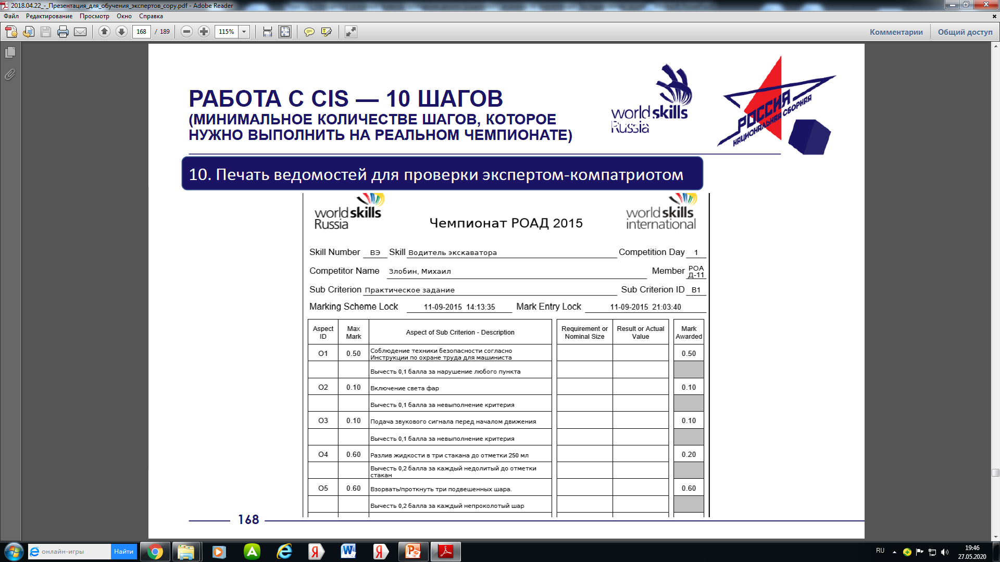 2018.04.22_-_Презентация_для_обучения_экспертов_copy.pdf - Adobe Reader
Файл Редактирование Просмотр Окно Справка
168 / 189 115% Комментарии Общий доступ
РАБОТА С CIS — 10 ШАГОВ
(МИНИМАЛЬНОЕ КОЛИЧЕСТВЕ ШАГОВ, КОТОРОЕ
НУЖНО ВЫПОЛНИТЬ НА РЕАЛЬНОМ ЧЕМПИОНАТЕ)
world skills
Russia
РОССИЯ
НАЦИОНАЛЬНАЯ СБОРНАЯ
10. Печать ведомостей для проверки экспертом-компатриотом
world skills
Russia
Чемпионат РОАД 2015
world skills
international
Skill Number ВЭ Skill Водитель экскаватора Competition Day 1
Competitor Name Злобин, Михаил Member РОА
Д-11
Sub Criterion Практическое задание Sub Criterion ID B1
Marking Scheme Lock 11-09-2015 14:13:35 Mark Entry Lock 11-09-2015 21:03:40
Aspect ID Max Mark Aspect of Sub Criterion - Description Requirement or Nominal Size Result or Actual Value Mark Awarded
O1 0.50 Соблюдение техники безопасности согласно
Инструкции по охране труда для машиниста 0.50
Вычесть 0,1 балла за нарушение любого пункта
O2 0.10 Включение света фар 0.10
Вычесть 0,1 балла за невыполнение критерия
O3 0.10 Подача звукового сигнала перед началом движения 0.10
Вычесть 0,1 балла за невыполнение критерия
O4 0.60 Разлив жидкости в три стакана до отметки 250 мл 0.20
Вычесть 0,2 балла за каждый недолитый до отметки
стакан
O5 0.60 Взорвать/проткнуть три подвешенных шара. 0.60
Вычесть 0,2 балла за каждый непроколотый шар
168
онлайн-игры Найти
RU 19:46
27.05.2020